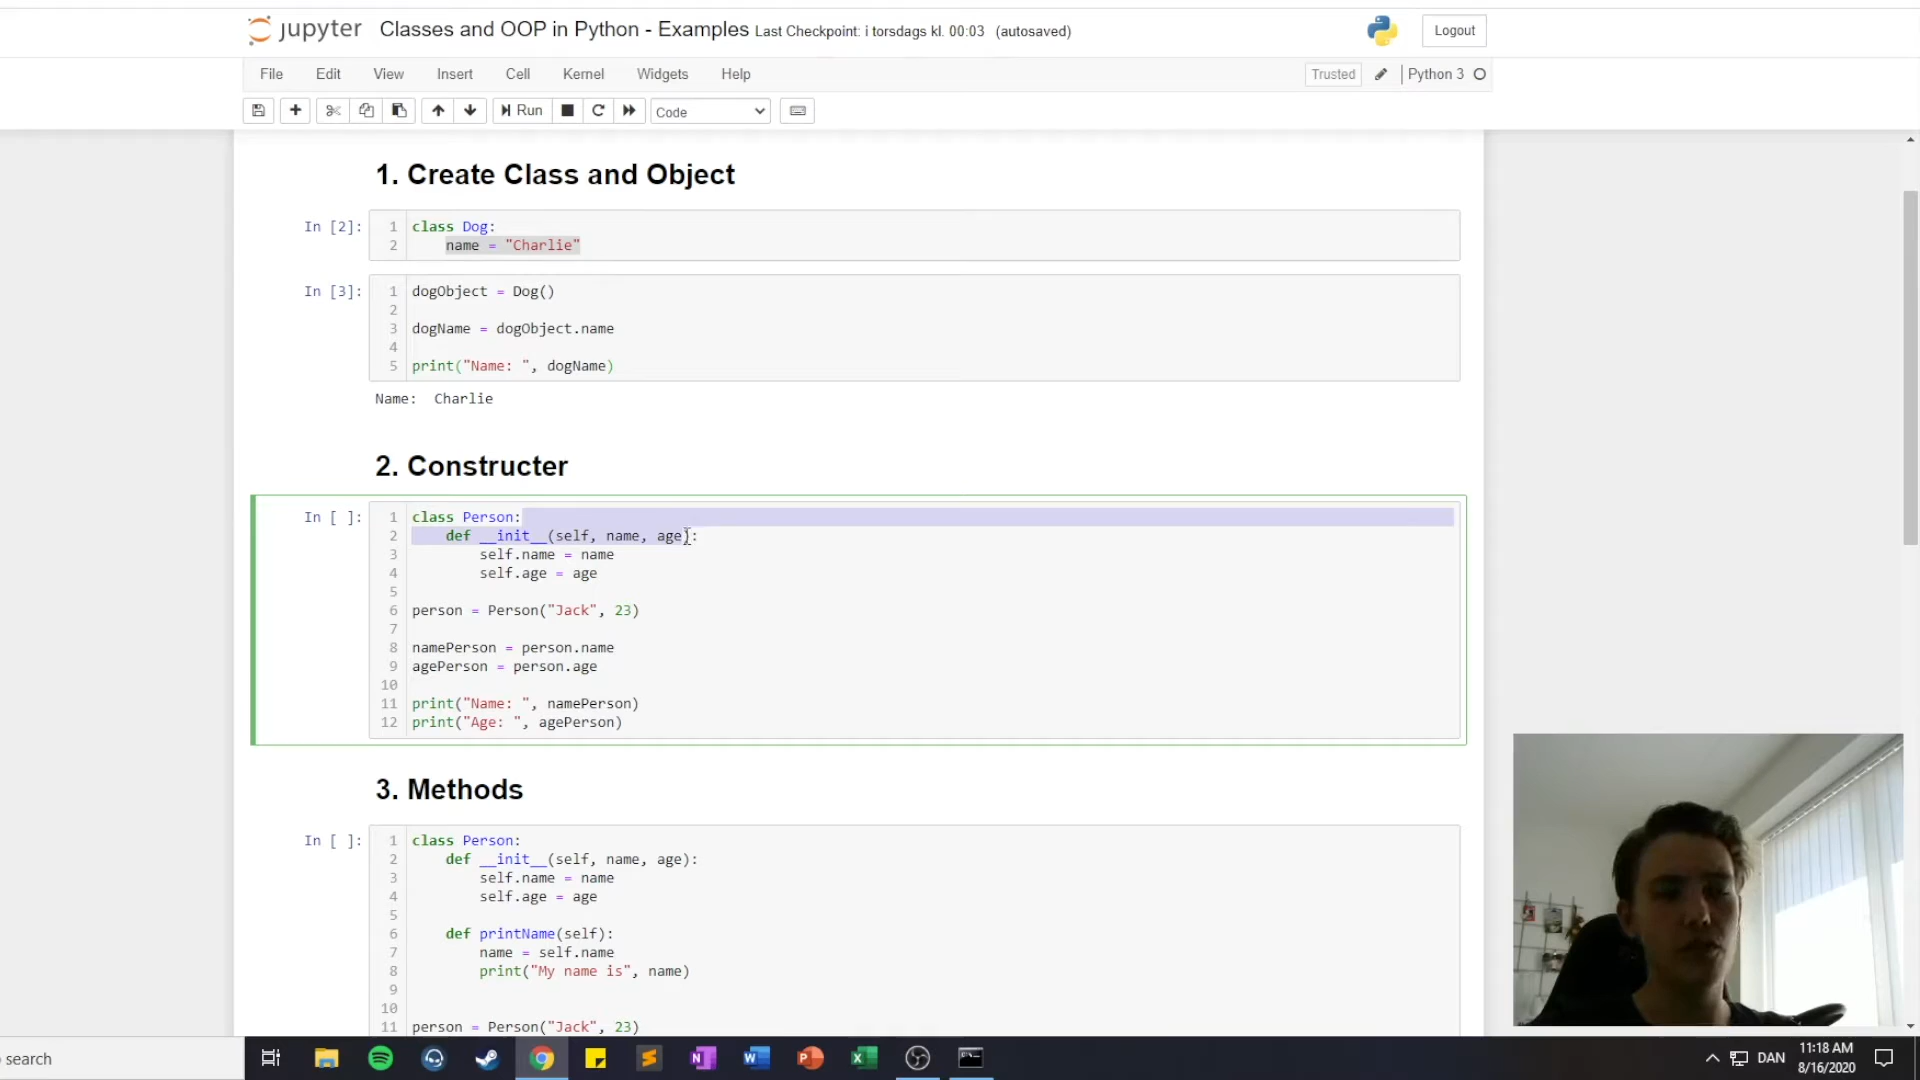 jupyter Classes and OOP in Python - Examples Last Checkpoint: i torsdags kl. 00:03 (autosaved) Logout
File Edit View Insert Cell Kernel Widgets Help Trusted Python 3
Run Code
1. Create Class and Object
In [2]: 1 class Dog:
2 name = "Charlie"
In [3]: 1 dogObject = Dog()
2
3 dogName = dogObject.name
4
5 print("Name: ", dogName)
Name:  Charlie
2. Constructer
In [ ]: 1 class Person:
2 def __init__(self, name, age):
3 self.name = name
4 self.age = age
5
6 person = Person("Jack", 23)
7
8 namePerson = person.name
9 agePerson = person.age
10
11 print("Name: ", namePerson)
12 print("Age: ", agePerson)
3. Methods
In [ ]: 1 class Person:
2 def __init__(self, name, age):
3 self.name = name
4 self.age = age
5
6 def printName(self):
7 name = self.name
8 print("My name is", name)
9
10
11 person = Person("Jack", 23)
search DAN 11:18 AM
8/16/2020